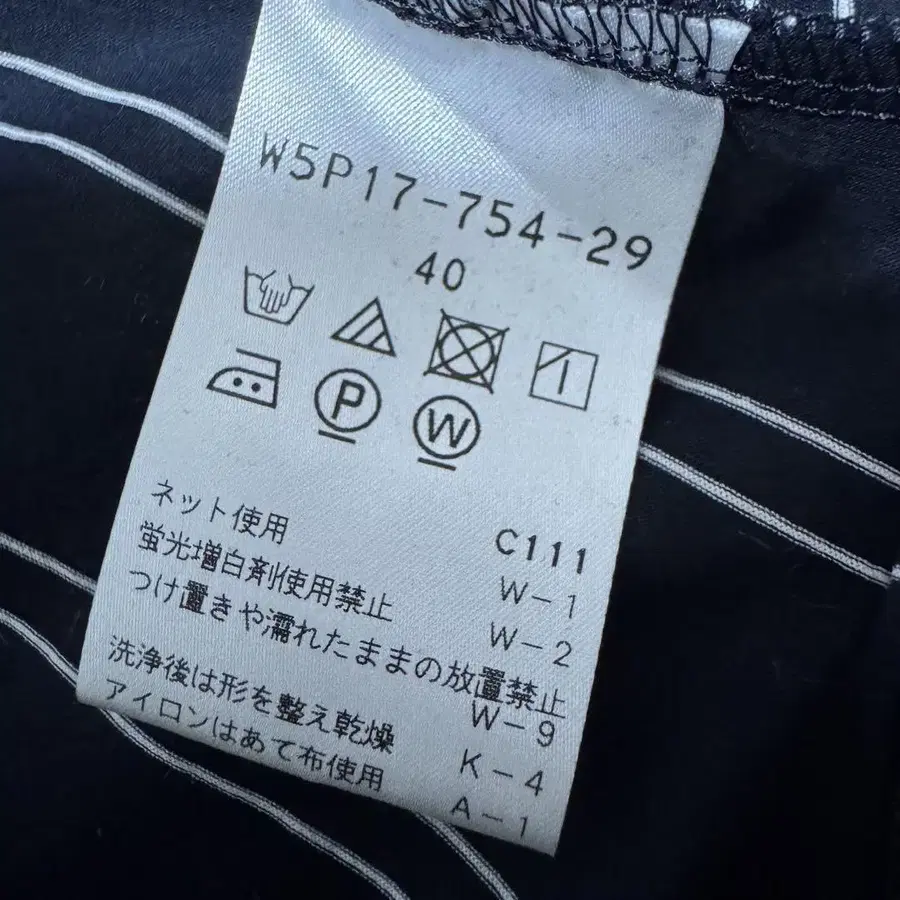 W5P17-754-29
40
P
W
ネット使用 C111
蛍光増白剤使用禁止 W-1
つけ置きや濡れたままの放置禁止 W-2
W-9
洗浄後は形を整え乾燥 K-4
アイロンはあて布使用 A-1